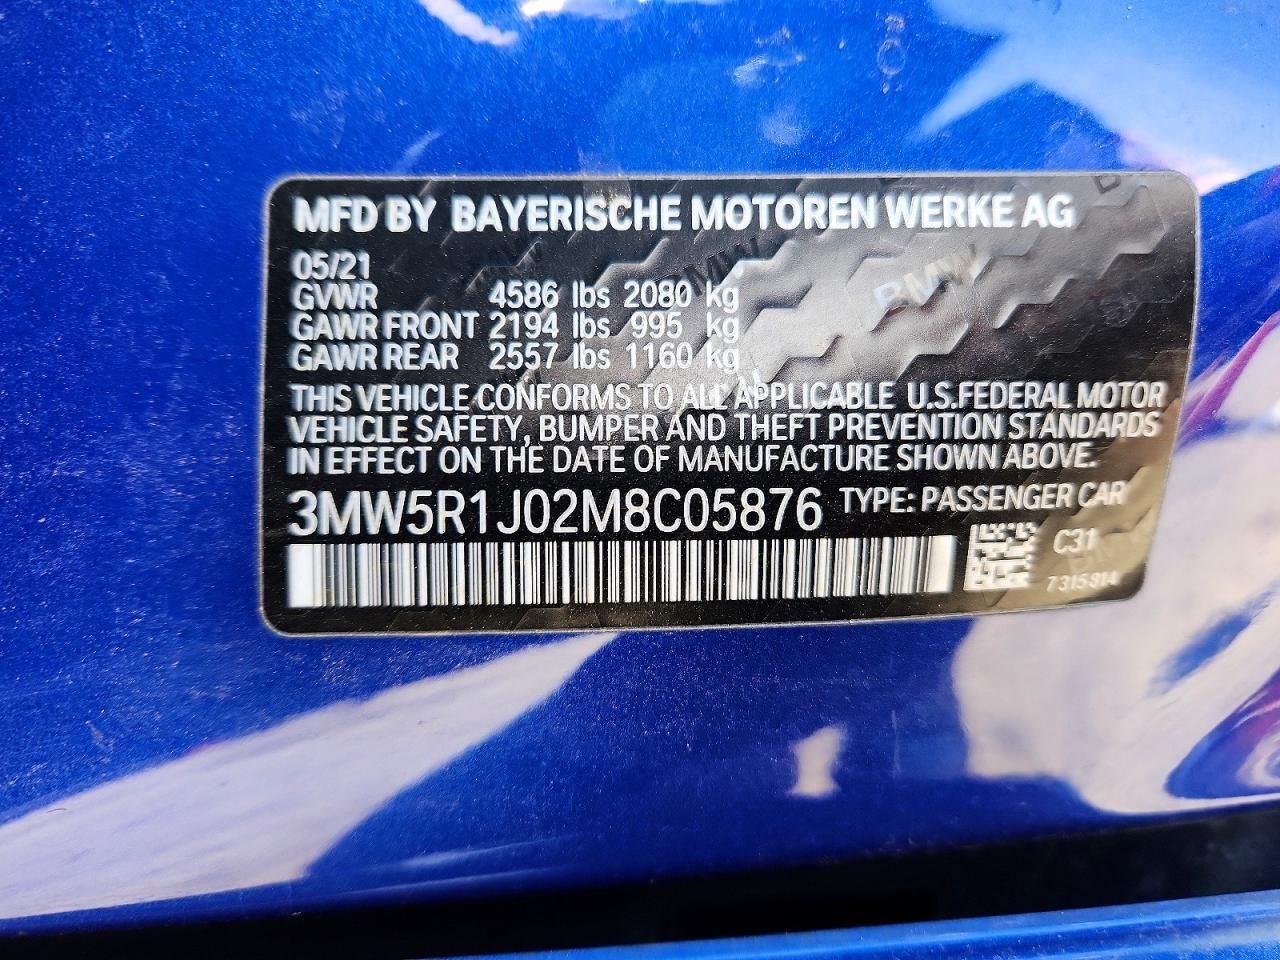 MFD BY BAYERISCHE MOTOREN WERKE AG
05/21
GVWR 4586 lbs 2080 kg
GAWR FRONT 2194 lbs 995 kg
GAWR REAR 2557 lbs 1160 kg
THIS VEHICLE CONFORMS TO ALL APPLICABLE U.S.FEDERAL MOTOR
VEHICLE SAFETY, BUMPER AND THEFT PREVENTION STANDARDS
IN EFFECT ON THE DATE OF MANUFACTURE SHOWN ABOVE.
3MW5R1J02M8C05876 TYPE: PASSENGER CAR
C31
7315814
BMW
BMW